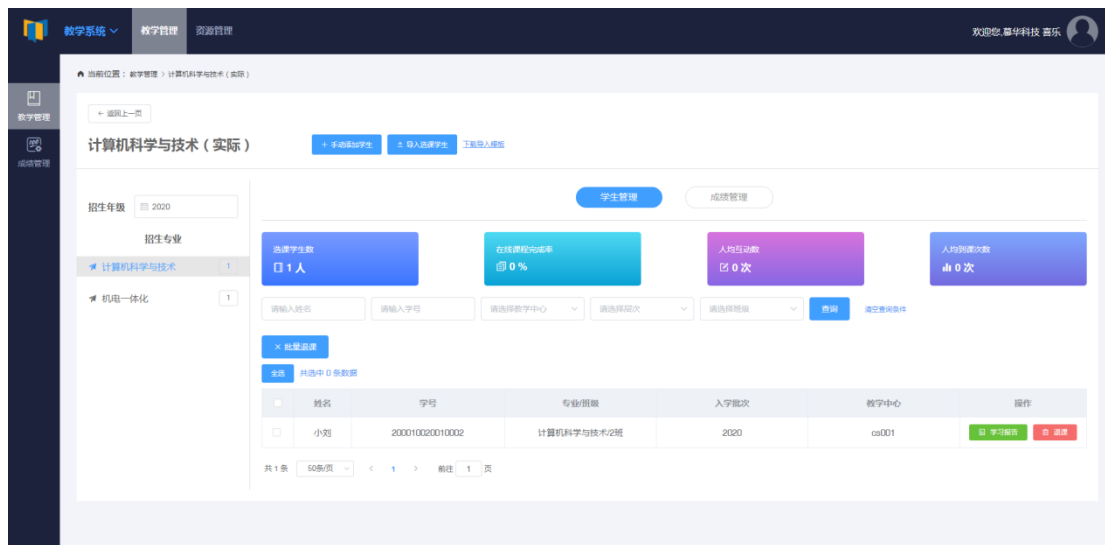 教学系统 教学管理 资源管理 欢迎您,慕华科技 喜乐
当前位置： 教学管理 > 计算机科学与技术（实际）
教学管理
成绩管理
← 返回上一页
计算机科学与技术（实际） + 手动添加学生 导入选课学生 下载导入模板
招生年级 2020
招生专业
计算机科学与技术 1
机电一体化 1
学生管理 成绩管理
选课学生数 在线课程完成率 人均互动数 人均到课次数
1 人 0 % 0 次 0 次
请输入姓名 请输入学号 请选择教学中心 请选择层次 请选择班级 查询 清空查询条件
× 批量退课
全选 共选中 0 条数据
姓名 学号 专业/班级 入学批次 教学中心 操作
小刘 200010020010002 计算机科学与技术/2班 2020 cs001 学习报告 退课
共 1 条 50条/页 < 1 > 前往 1 页